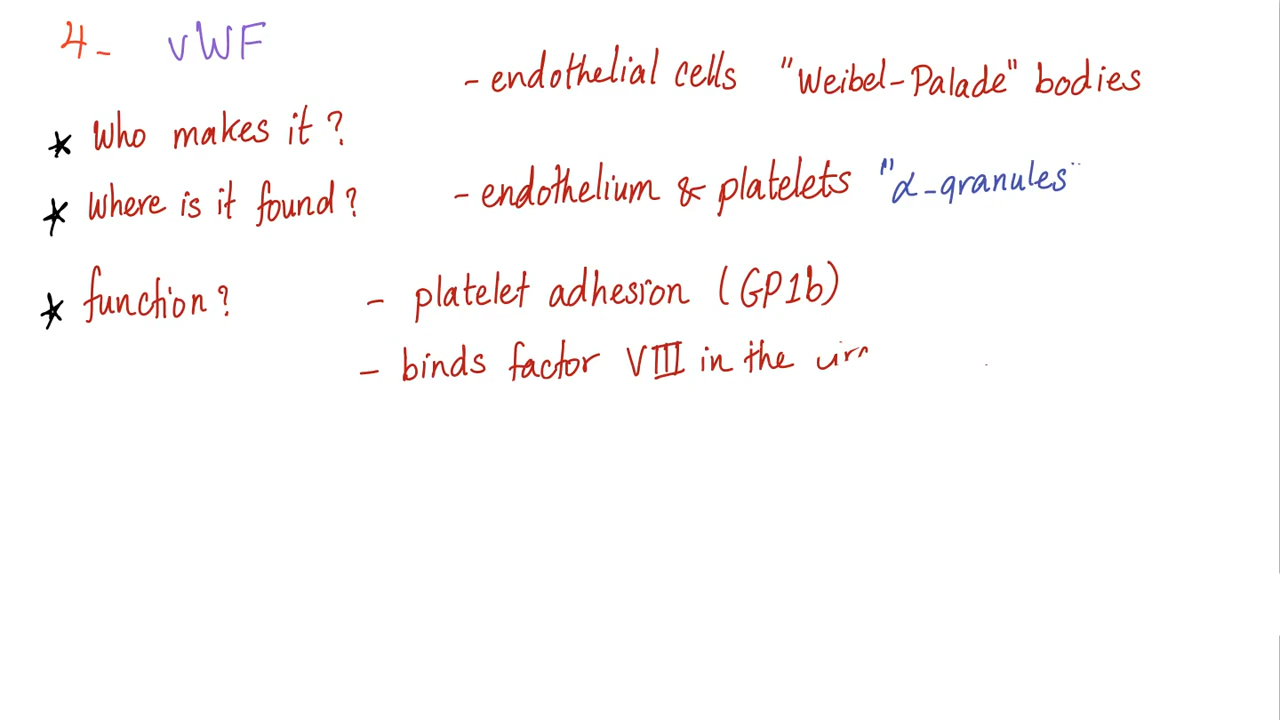 4- vWF
- endothelial cells "Weibel-Palade" bodies
* Who makes it?
* Where is it found? - endothelium & platelets "α-granules"
* function? - platelet adhesion (GP1b)
- binds factor VIII in the